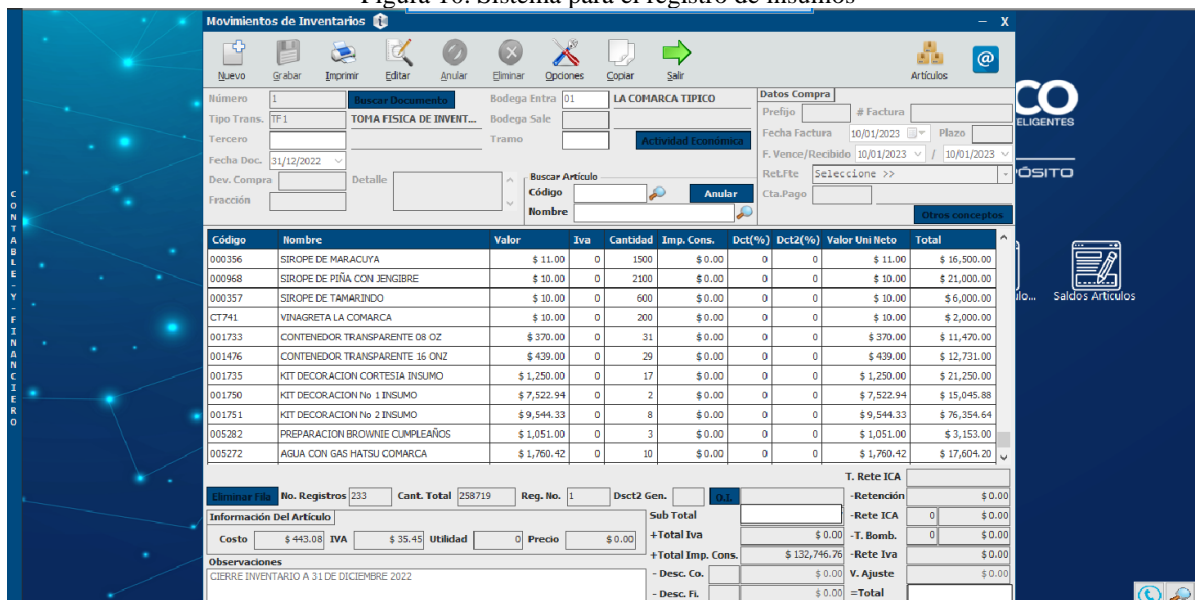 Figura 16. Sistema para el registro de insumos
Movimientos de Inventarios
X
Nuevo Grabar Imprimir Editar Anular Eliminar Opciones Copiar Salir Artículos
Número 1 Buscar Documento Bodega Entra 01 LA COMARCA TIPICO Datos Compra
Prefijo # Factura
Tipo Trans. TF1 TOMA FISICA DE INVENT... Bodega Sale
Tercero Tramo Actividad Económica Fecha Factura 10/01/2023 Plazo
Fecha Doc. 31/12/2022 F. Vence/Recibido 10/01/2023 / 10/01/2023
Dev. Compra Detalle Buscar Artículo Ret.Fte Seleccione >>
Fracción Código Anular Cta.Pago
Nombre Otros conceptos
Código Nombre Valor Iva Cantidad Imp. Cons. Dct(%) Dct2(%) Valor Uni Neto Total
000356 SIROPE DE MARACUYA $ 11.00 0 1500 $ 0.00 0 0 $ 11.00 $ 16,500.00
000968 SIROPE DE PIÑA CON JENGIBRE $ 10.00 0 2100 $ 0.00 0 0 $ 10.00 $ 21,000.00
000357 SIROPE DE TAMARINDO $ 10.00 0 600 $ 0.00 0 0 $ 10.00 $ 6,000.00
CT741 VINAGRETA LA COMARCA $ 10.00 0 200 $ 0.00 0 0 $ 10.00 $ 2,000.00
001733 CONTENEDOR TRANSPARENTE 08 OZ $ 370.00 0 31 $ 0.00 0 0 $ 370.00 $ 11,470.00
001476 CONTENEDOR TRANSPARENTE 16 ONZ $ 439.00 0 29 $ 0.00 0 0 $ 439.00 $ 12,731.00
001735 KIT DECORACION CORTESIA INSUMO $ 1,250.00 0 17 $ 0.00 0 0 $ 1,250.00 $ 21,250.00
001750 KIT DECORACION No 1 INSUMO $ 7,522.94 0 2 $ 0.00 0 0 $ 7,522.94 $ 15,045.88
001751 KIT DECORACION No 2 INSUMO $ 9,544.33 0 8 $ 0.00 0 0 $ 9,544.33 $ 76,354.64
005282 PREPARACION BROWNIE CUMPLEAÑOS $ 1,051.00 0 3 $ 0.00 0 0 $ 1,051.00 $ 3,153.00
005272 AGUA CON GAS HATSU COMARCA $ 1,760.42 0 10 $ 0.00 0 0 $ 1,760.42 $ 17,604.20
T. Rete ICA
Eliminar Fila No. Registros 233 Cant. Total 258719 Reg. No. 1 Dsct2 Gen. O.I. -Retención $ 0.00
Información Del Artículo Sub Total -Rete ICA 0 $ 0.00
Costo $ 443.08 IVA $ 35.45 Utilidad 0 Precio $ 0.00 +Total Iva $ 0.00 -T. Bomb. 0 $ 0.00
Observaciones +Total Imp. Cons. $ 132,746.76 -Rete Iva $ 0.00
CIERRE INVENTARIO A 31 DE DICIEMBRE 2022 - Desc. Co. $ 0.00 V. Ajuste $ 0.00
- Desc. Fi. $ 0.00 =Total
CONTABLE-Y-FINANCIERO
CO
ELIGENTES
PÓSITO
ulo... Saldos Articulos